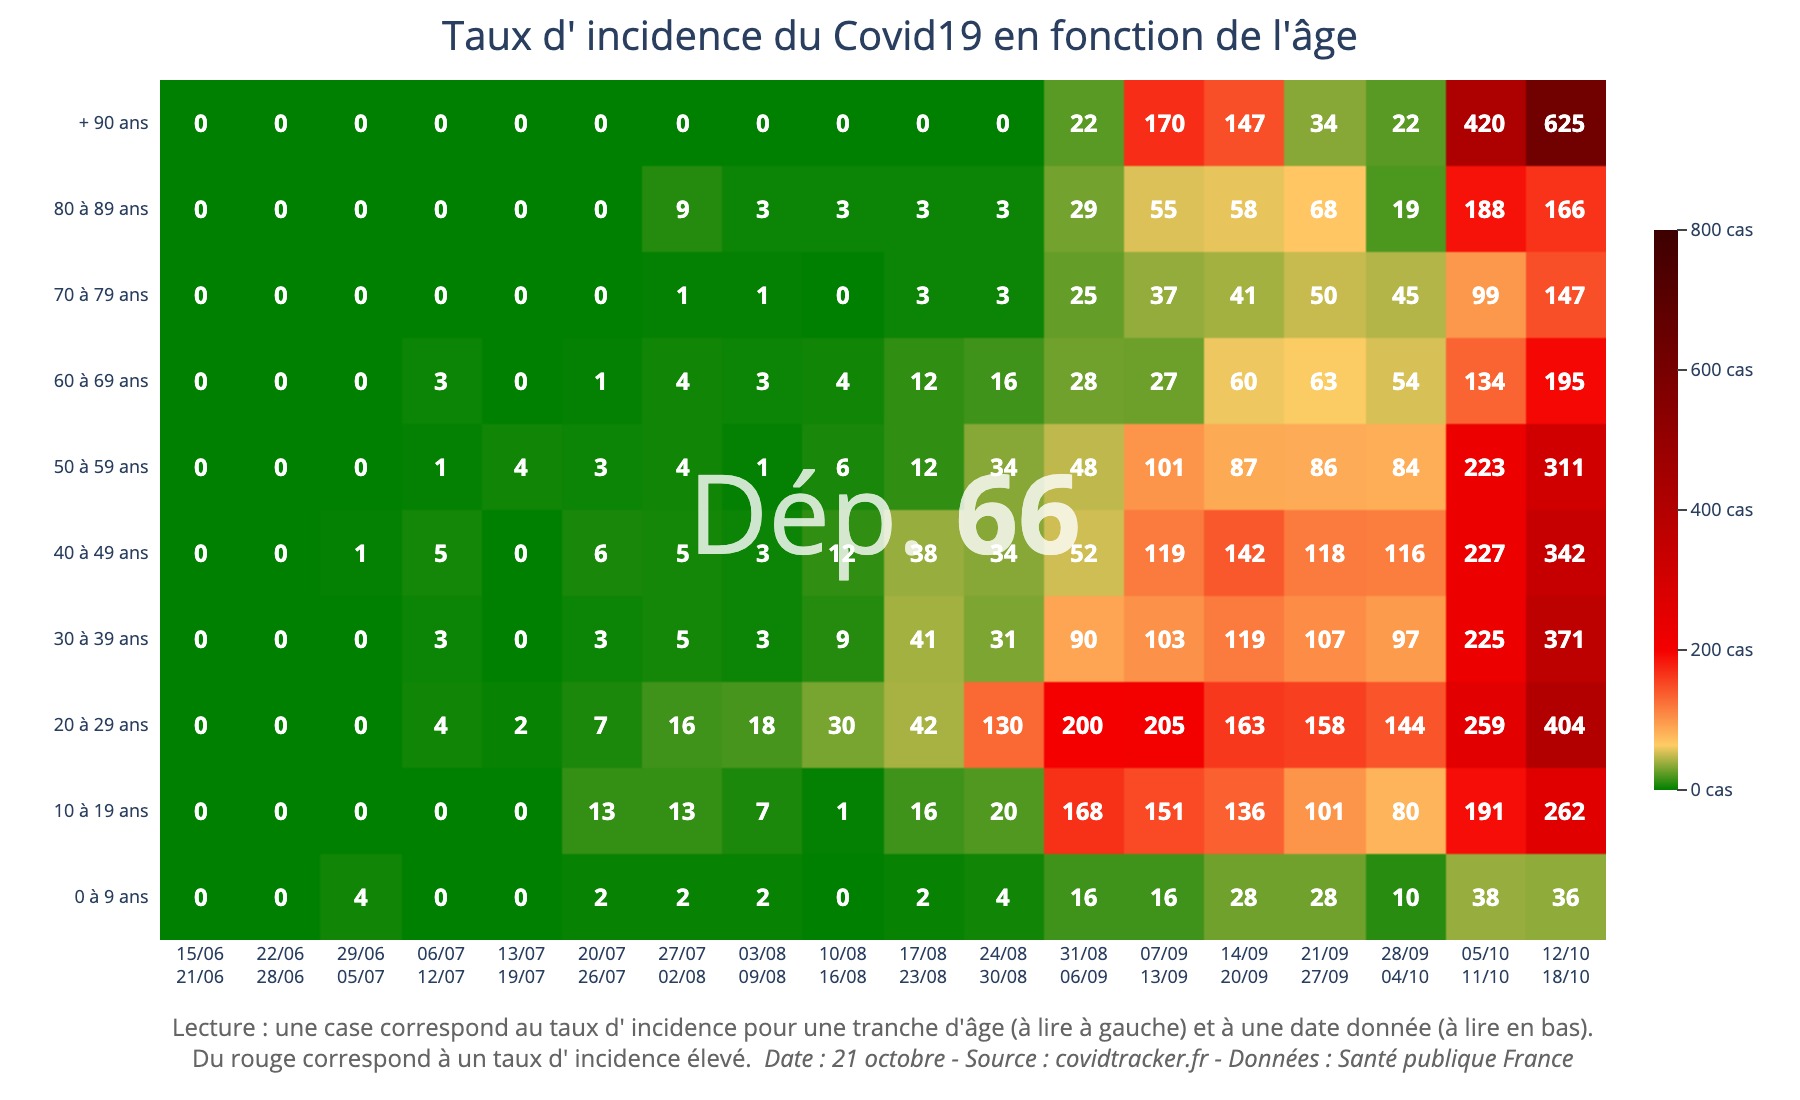 Taux d' incidence du Covid19 en fonction de l'âge
+ 90 ans 0 0 0 0 0 0 0 0 0 0 0 22 170 147 34 22 420 625
80 à 89 ans 0 0 0 0 0 0 9 3 3 3 3 29 55 58 68 19 188 166
800 cas
70 à 79 ans 0 0 0 0 0 0 1 1 0 3 3 25 37 41 50 45 99 147
600 cas
60 à 69 ans 0 0 0 3 0 1 4 3 4 12 16 28 27 60 63 54 134 195
50 à 59 ans 0 0 0 1 4 3 4 1 6 12 34 48 101 87 86 84 223 311
Dép. 66
400 cas
40 à 49 ans 0 0 1 5 0 6 5 3 12 38 34 52 119 142 118 116 227 342
30 à 39 ans 0 0 0 3 0 3 5 3 9 41 31 90 103 119 107 97 225 371
200 cas
20 à 29 ans 0 0 0 4 2 7 16 18 30 42 130 200 205 163 158 144 259 404
0 cas
10 à 19 ans 0 0 0 0 0 13 13 7 1 16 20 168 151 136 101 80 191 262
0 à 9 ans 0 0 4 0 0 2 2 2 0 2 4 16 16 28 28 10 38 36
15/06 22/06 29/06 06/07 13/07 20/07 27/07 03/08 10/08 17/08 24/08 31/08 07/09 14/09 21/09 28/09 05/10 12/10
21/06 28/06 05/07 12/07 19/07 26/07 02/08 09/08 16/08 23/08 30/08 06/09 13/09 20/09 27/09 04/10 11/10 18/10
Lecture : une case correspond au taux d' incidence pour une tranche d'âge (à lire à gauche) et à une date donnée (à lire en bas).
Du rouge correspond à un taux d' incidence élevé. Date : 21 octobre - Source : covidtracker.fr - Données : Santé publique France